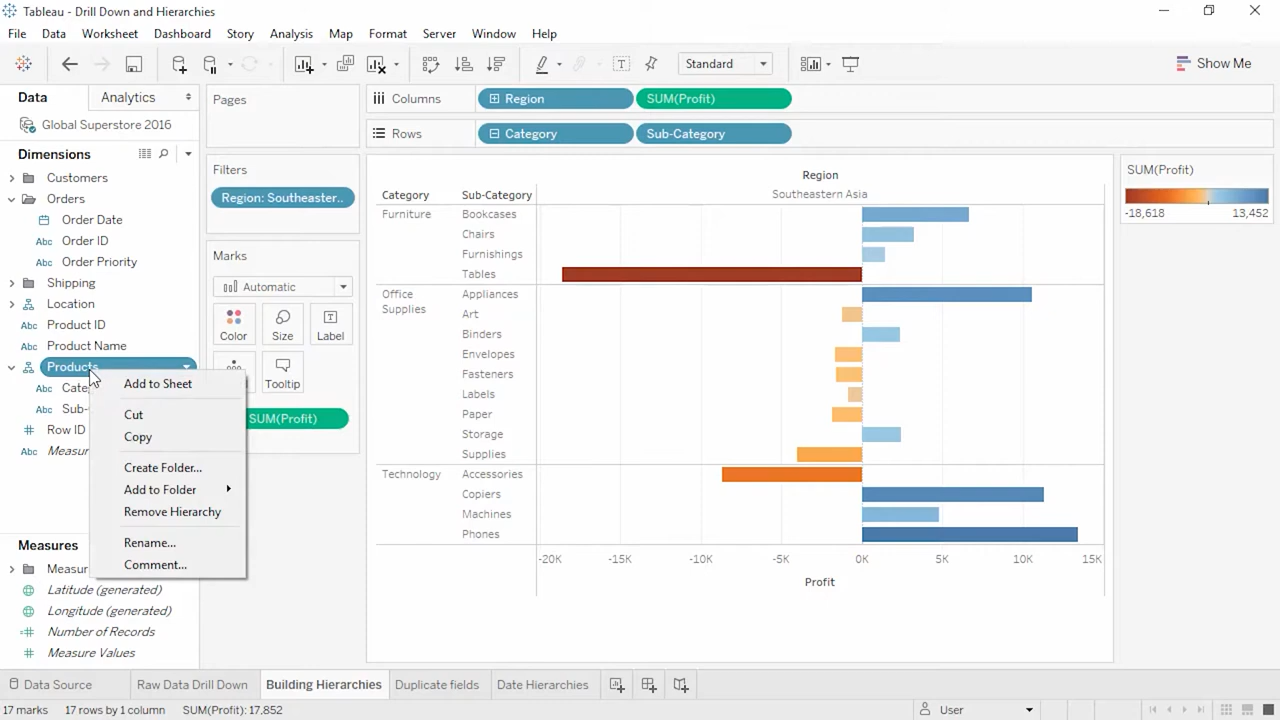 Tableau - Drill Down and Hierarchies
File Data Worksheet Dashboard Story Analysis Map Format Server Window Help
Standard
Show Me
Data
Analytics
Global Superstore 2016
Dimensions
Customers
Orders
Order Date
Abc Order ID
Abc Order Priority
Shipping
Location
Abc Product ID
Abc Product Name
Products
Abc
Abc Sub-
# Row ID
Abc
Measures
Latitude (generated)
Longitude (generated)
=# Number of Records
# Measure Values
Add to Sheet
Cut
Copy
Create Folder...
Add to Folder
Remove Hierarchy
Rename...
Comment...
Pages
Filters
Region: Southeaster..
Marks
Automatic
Color
Size
Label
Tooltip
SUM(Profit)
Columns
Region
SUM(Profit)
Rows
Category
Sub-Category
Region
Category
Sub-Category
Southeastern Asia
Furniture
Bookcases
Chairs
Furnishings
Tables
Office
Supplies
Appliances
Art
Binders
Envelopes
Fasteners
Labels
Paper
Storage
Supplies
Technology
Accessories
Copiers
Machines
Phones
-20K -15K -10K -5K 0K 5K 10K 15K
Profit
SUM(Profit)
-18,618 13,452
Data Source
Raw Data Drill Down
Building Hierarchies
Duplicate fields
Date Hierarchies
17 marks
17 rows by 1 column
SUM(Profit): 17,852
User